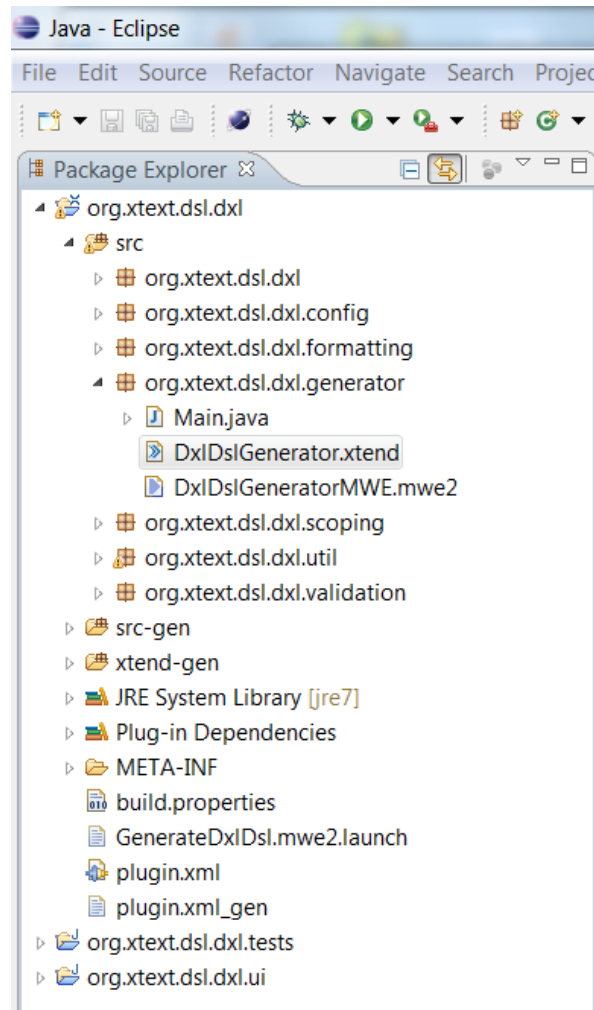 Java - Eclipse
File Edit Source Refactor Navigate Search Projec
Package Explorer
org.xtext.dsl.dxl
src
org.xtext.dsl.dxl
org.xtext.dsl.dxl.config
org.xtext.dsl.dxl.formatting
org.xtext.dsl.dxl.generator
Main.java
DxlDslGenerator.xtend
DxlDslGeneratorMWE.mwe2
org.xtext.dsl.dxl.scoping
org.xtext.dsl.dxl.util
org.xtext.dsl.dxl.validation
src-gen
xtend-gen
JRE System Library [jre7]
Plug-in Dependencies
META-INF
build.properties
GenerateDxlDsl.mwe2.launch
plugin.xml
plugin.xml_gen
org.xtext.dsl.dxl.tests
org.xtext.dsl.dxl.ui